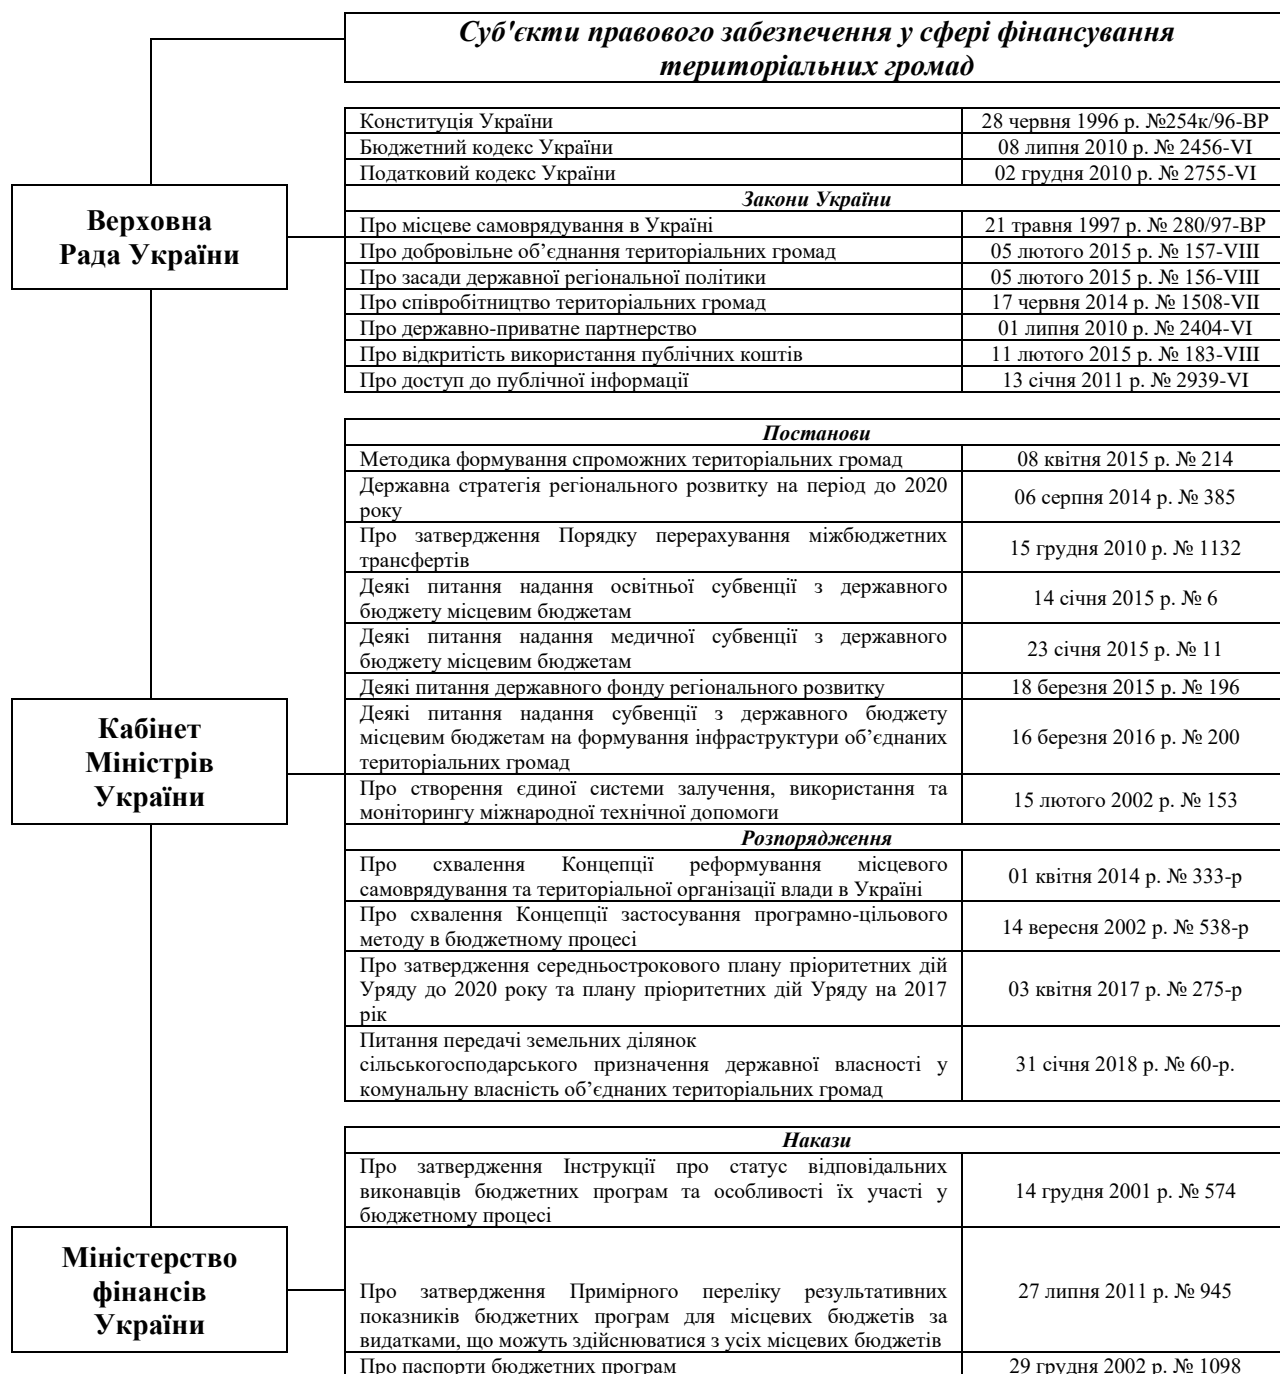 Суб'єкти правового забезпечення у сфері фінансування
територіальних громад
Конституція України 28 червня 1996 р. №254к/96-ВР
Бюджетний кодекс України 08 липня 2010 р. № 2456-VI
Податковий кодекс України 02 грудня 2010 р. № 2755-VI
Закони України
Верховна
Рада України
Про місцеве самоврядування в Україні 21 травня 1997 р. № 280/97-ВР
Про добровільне об’єднання територіальних громад 05 лютого 2015 р. № 157-VIII
Про засади державної регіональної політики 05 лютого 2015 р. № 156-VIII
Про співробітництво територіальних громад 17 червня 2014 р. № 1508-VII
Про державно-приватне партнерство 01 липня 2010 р. № 2404-VI
Про відкритість використання публічних коштів 11 лютого 2015 р. № 183-VIII
Про доступ до публічної інформації 13 січня 2011 р. № 2939-VI
Постанови
Методика формування спроможних територіальних громад 08 квітня 2015 р. № 214
Державна стратегія регіонального розвитку на період до 2020
року
06 серпня 2014 р. № 385
Про затвердження Порядку перерахування міжбюджетних
трансфертів
15 грудня 2010 р. № 1132
Деякі питання надання освітньої субвенції з державного
бюджету місцевим бюджетам
14 січня 2015 р. № 6
Деякі питання надання медичної субвенції з державного
бюджету місцевим бюджетам
23 січня 2015 р. № 11
Деякі питання державного фонду регіонального розвитку 18 березня 2015 р. № 196
Кабінет
Міністрів
України
Деякі питання надання субвенції з державного бюджету
місцевим бюджетам на формування інфраструктури об’єднаних
територіальних громад
16 березня 2016 р. № 200
Про створення єдиної системи залучення, використання та
моніторингу міжнародної технічної допомоги
15 лютого 2002 р. № 153
Розпорядження
Про схвалення Концепції реформування місцевого
самоврядування та територіальної організації влади в Україні
01 квітня 2014 р. № 333-р
Про схвалення Концепції застосування програмно-цільового
методу в бюджетному процесі
14 вересня 2002 р. № 538-р
Про затвердження середньострокового плану пріоритетних дій
Уряду до 2020 року та плану пріоритетних дій Уряду на 2017
рік
03 квітня 2017 р. № 275-р
Питання передачі земельних ділянок
сільськогосподарського призначення державної власності у
комунальну власність об’єднаних територіальних громад
31 січня 2018 р. № 60-р.
Накази
Про затвердження Інструкції про статус відповідальних
виконавців бюджетних програм та особливості їх участі у
бюджетному процесі
14 грудня 2001 р. № 574
Міністерство
фінансів
України
Про затвердження Примірного переліку результативних
показників бюджетних програм для місцевих бюджетів за
видатками, що можуть здійснюватися з усіх місцевих бюджетів
27 липня 2011 р. № 945
Про паспорти бюджетних програм 29 грудня 2002 р. № 1098